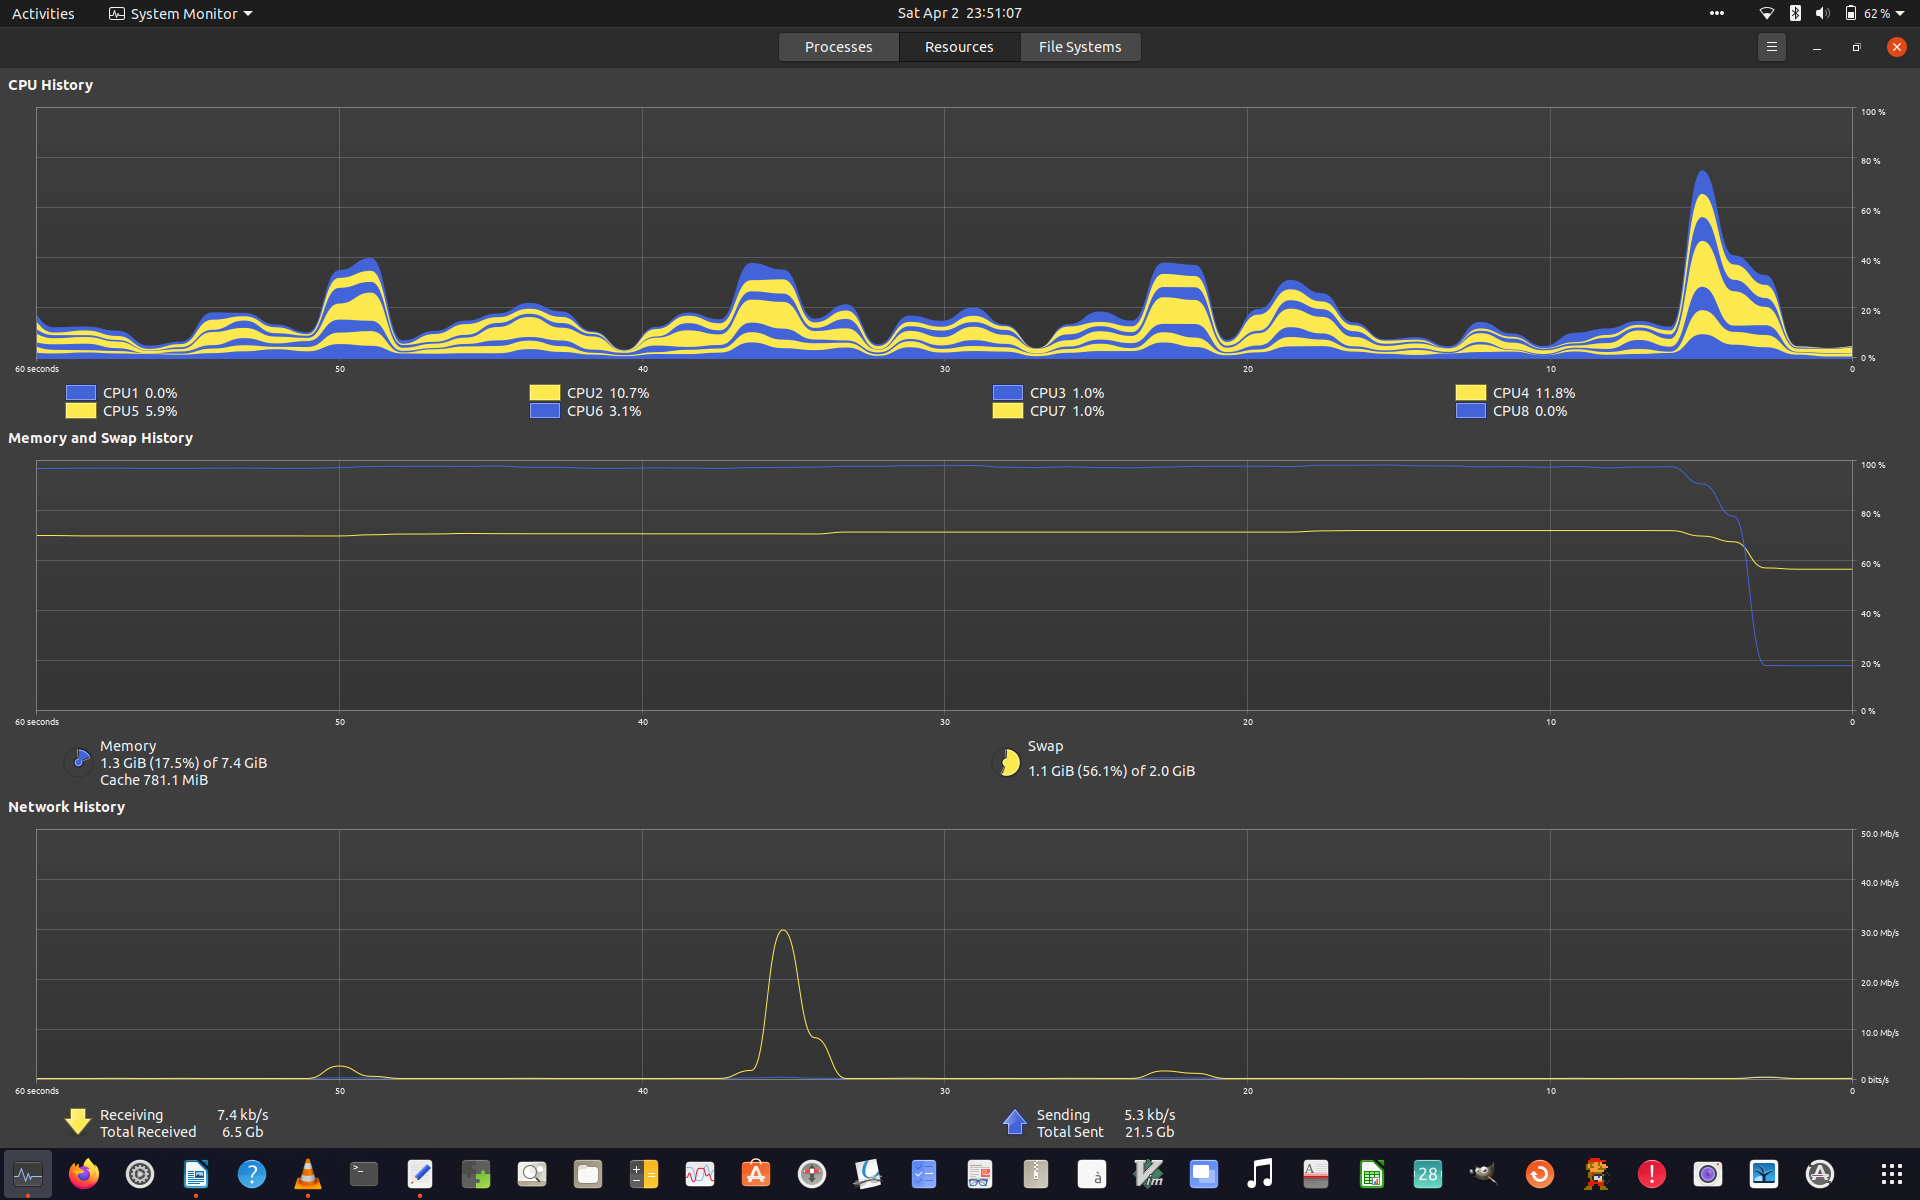 Activities
System Monitor
Sat Apr 2 23:51:07
62 %
Processes
Resources
File Systems
CPU History
100 %
80 %
60 %
40 %
20 %
0 %
60 seconds
50
40
30
20
10
0
CPU1 0.0%
CPU2 10.7%
CPU3 1.0%
CPU4 11.8%
CPU5 5.9%
CPU6 3.1%
CPU7 1.0%
CPU8 0.0%
Memory and Swap History
100 %
80 %
60 %
40 %
20 %
0 %
60 seconds
50
40
30
20
10
0
Memory
1.3 GiB (17.5%) of 7.4 GiB
Cache 781.1 MiB
Swap
1.1 GiB (56.1%) of 2.0 GiB
Network History
50.0 Mb/s
40.0 Mb/s
30.0 Mb/s
20.0 Mb/s
10.0 Mb/s
0 bits/s
60 seconds
50
40
30
20
10
0
Receiving 7.4 kb/s
Total Received 6.5 Gb
Sending 5.3 kb/s
Total Sent 21.5 Gb
?
>_
à
Vim
A
28
!